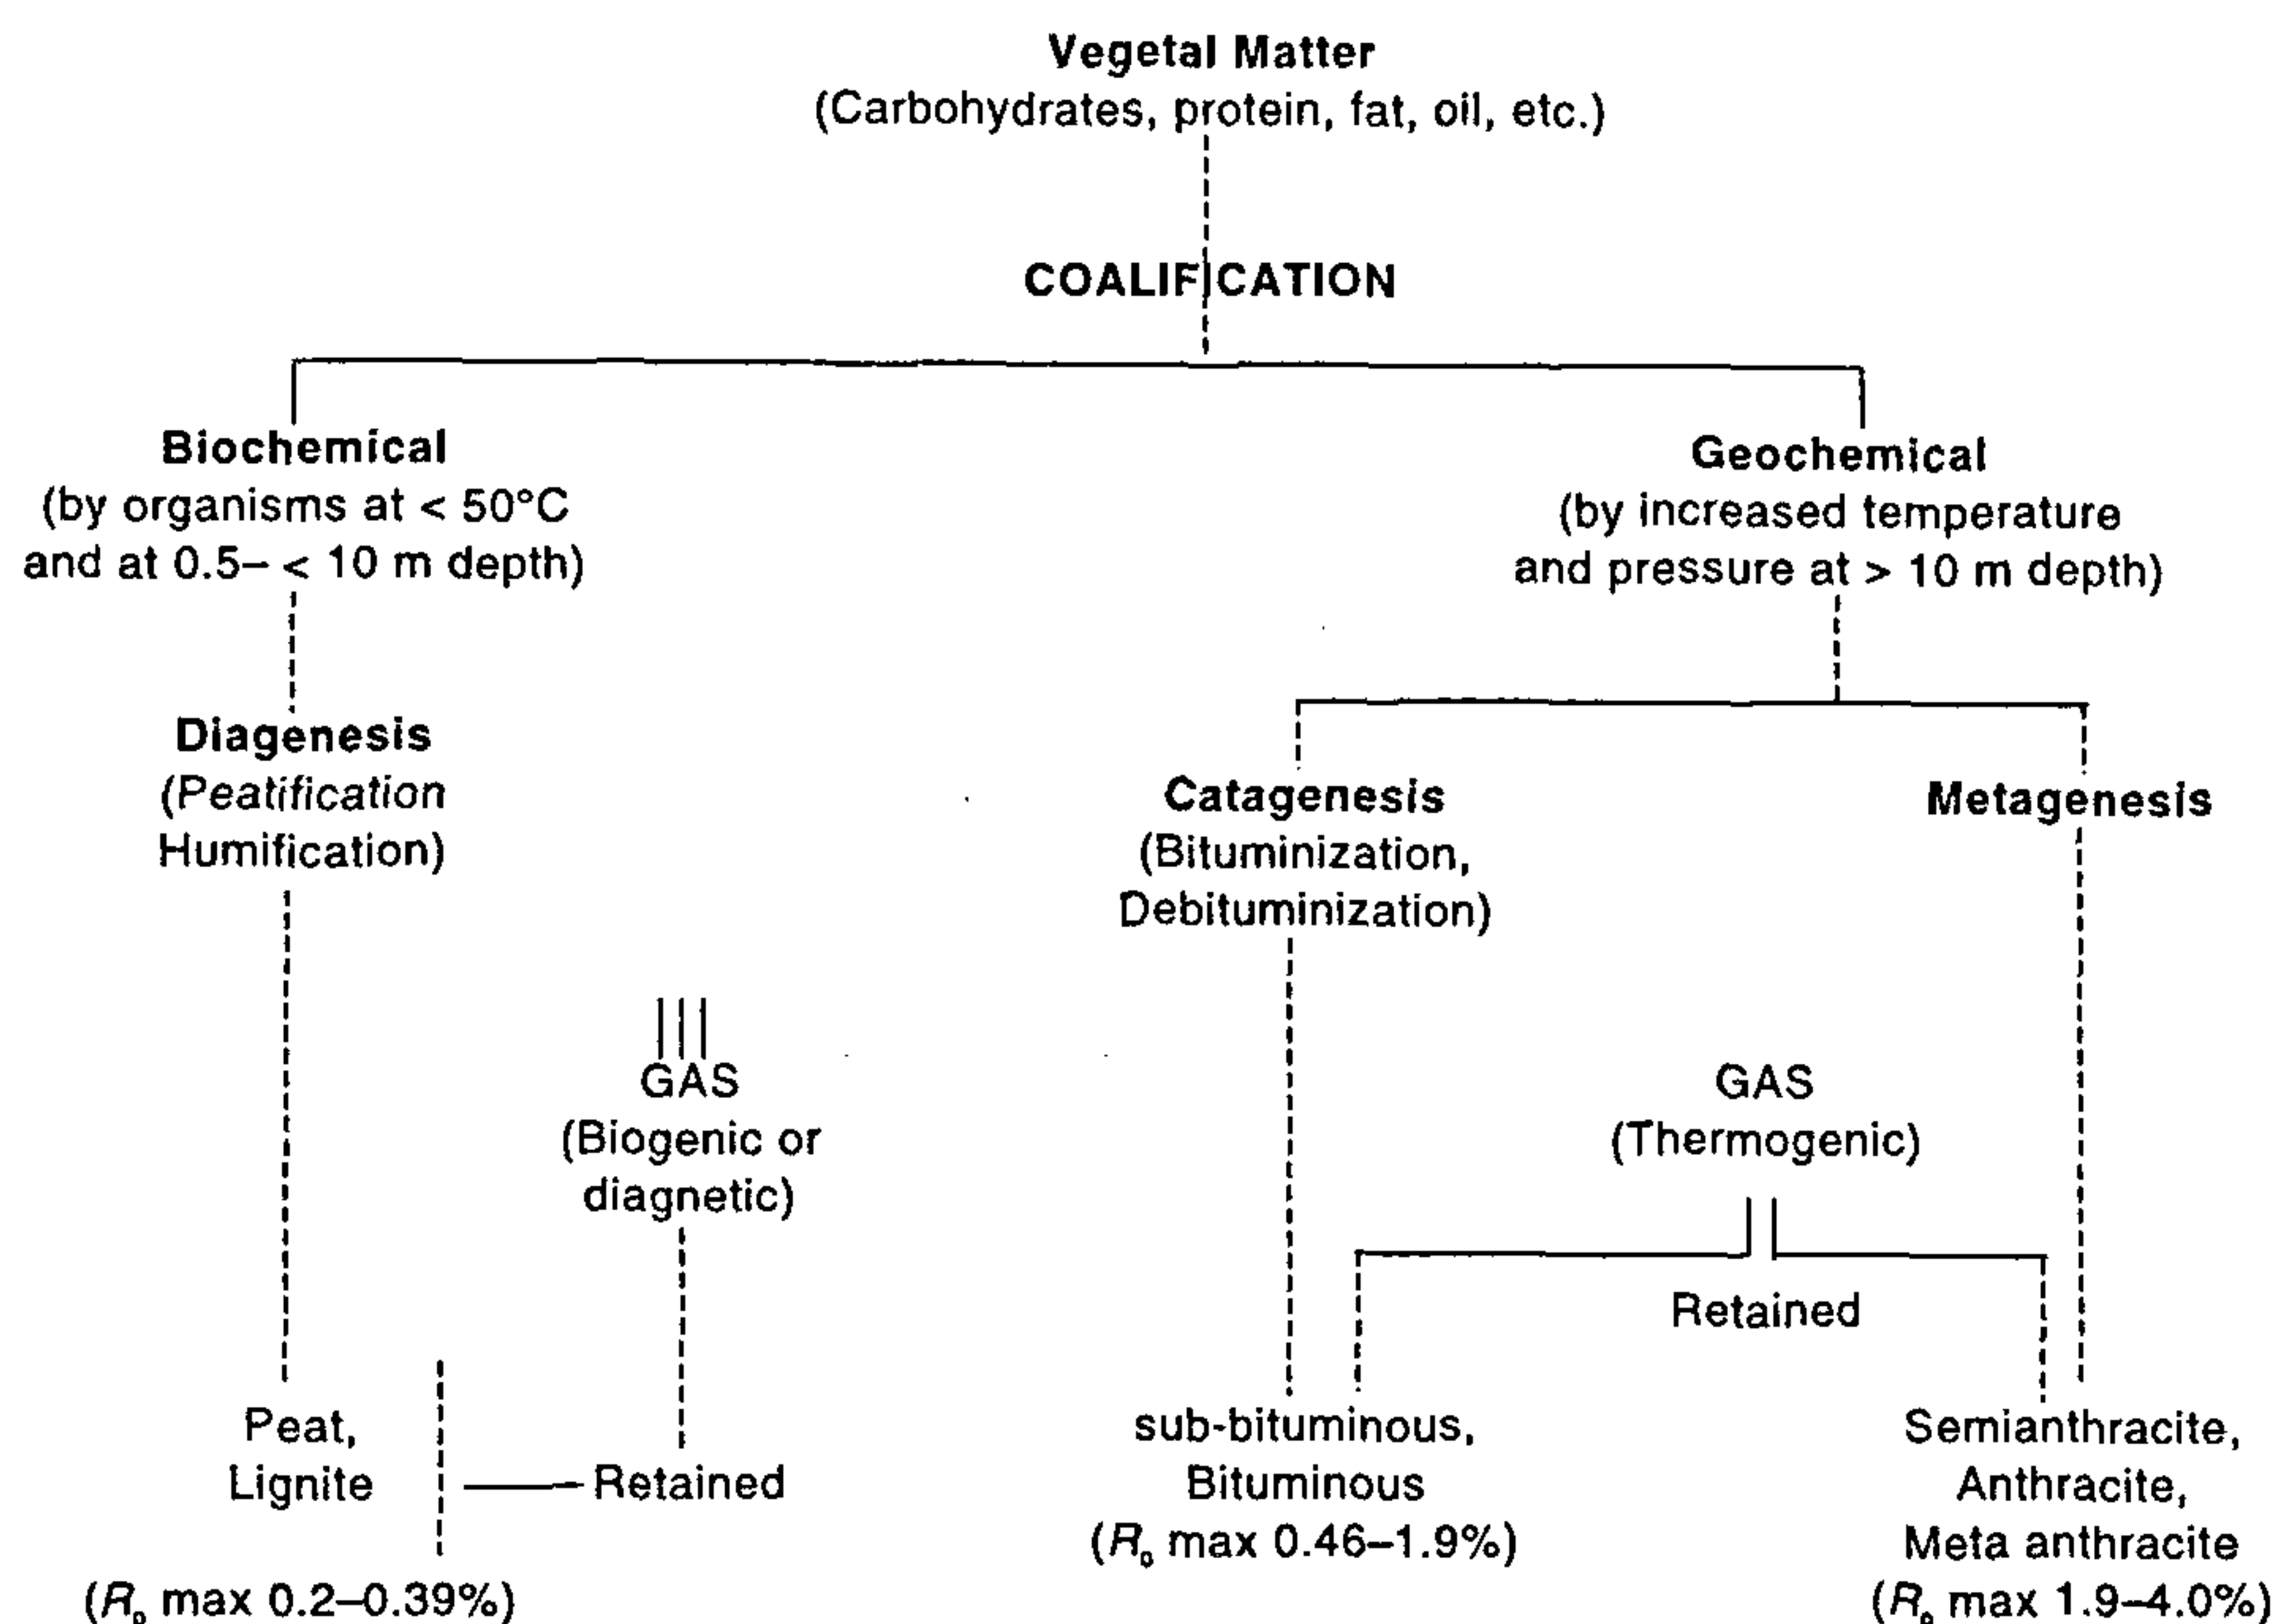 Vegetal Matter
(Carbohydrates, protein, fat, oil, etc.)
COALIFICATION
Biochemical
(by organisms at < 50°C
and at 0.5– < 10 m depth)
Geochemical
(by increased temperature
and pressure at > 10 m depth)
Diagenesis
(Peatification
Humification)
Catagenesis
(Bituminization,
Debituminization)
Metagenesis
GAS
(Biogenic or
diagnetic)
GAS
(Thermogenic)
Retained
Peat,
Lignite
Retained
(Rₒ max 0.2–0.39%)
sub-bituminous,
Bituminous
(Rₒ max 0.46–1.9%)
Semianthracite,
Anthracite,
Meta anthracite
(Rₒ max 1.9–4.0%)